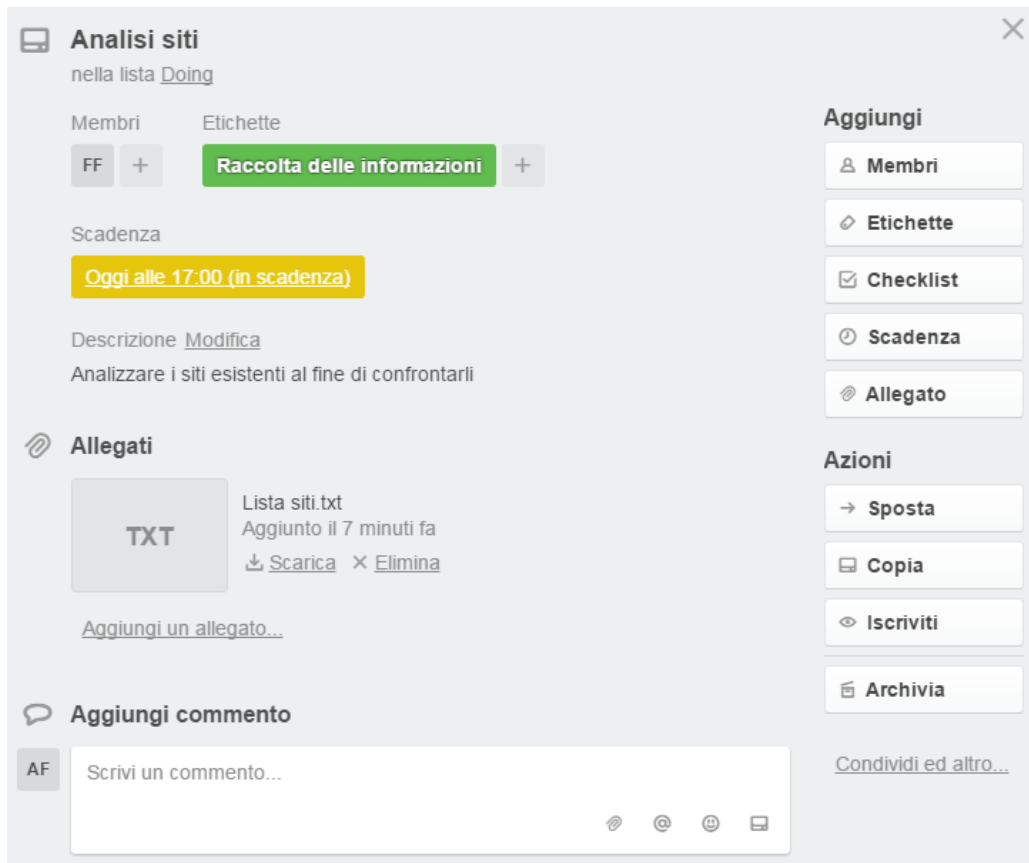 Analisi siti
nella lista Doing
Membri Etichette
FF + Raccolta delle informazioni +
Scadenza
Oggi alle 17:00 (in scadenza)
Descrizione Modifica
Analizzare i siti esistenti al fine di confrontarli
Allegati
TXT
Lista siti.txt
Aggiunto il 7 minuti fa
Scarica Elimina
Aggiungi un allegato...
Aggiungi commento
AF
Scrivi un commento...
@
Aggiungi
Membri
Etichette
Checklist
Scadenza
Allegato
Azioni
Sposta
Copia
Iscriviti
Archivia
Condividi ed altro...